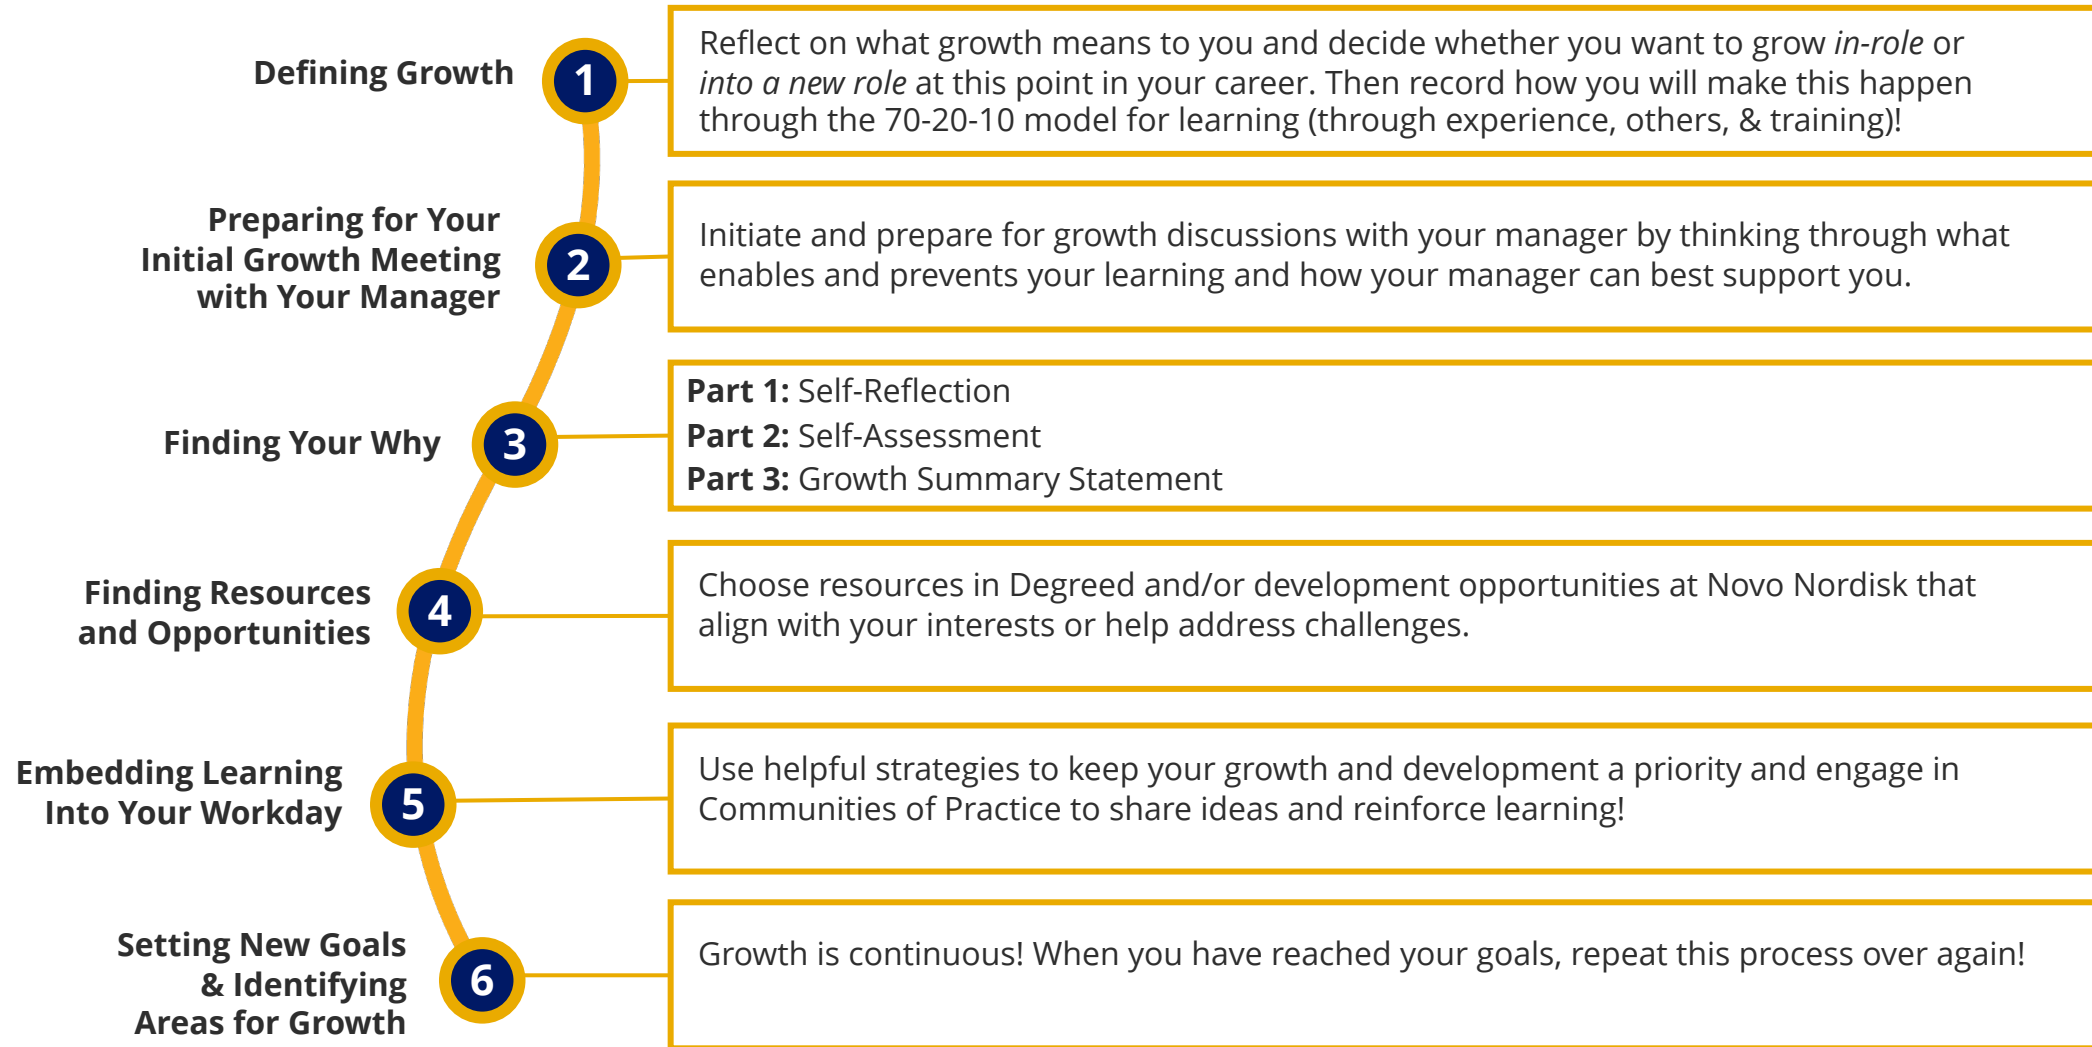 Defining Growth
1
Reflect on what growth means to you and decide whether you want to grow in-role or
into a new role at this point in your career. Then record how you will make this happen
through the 70-20-10 model for learning (through experience, others, & training)!
Preparing for Your
Initial Growth Meeting
with Your Manager
2
Initiate and prepare for growth discussions with your manager by thinking through what
enables and prevents your learning and how your manager can best support you.
Finding Your Why
3
Part 1: Self-Reflection
Part 2: Self-Assessment
Part 3: Growth Summary Statement
Finding Resources
and Opportunities
4
Choose resources in Degreed and/or development opportunities at Novo Nordisk that
align with your interests or help address challenges.
Embedding Learning
Into Your Workday
5
Use helpful strategies to keep your growth and development a priority and engage in
Communities of Practice to share ideas and reinforce learning!
Setting New Goals
& Identifying
Areas for Growth
6
Growth is continuous! When you have reached your goals, repeat this process over again!